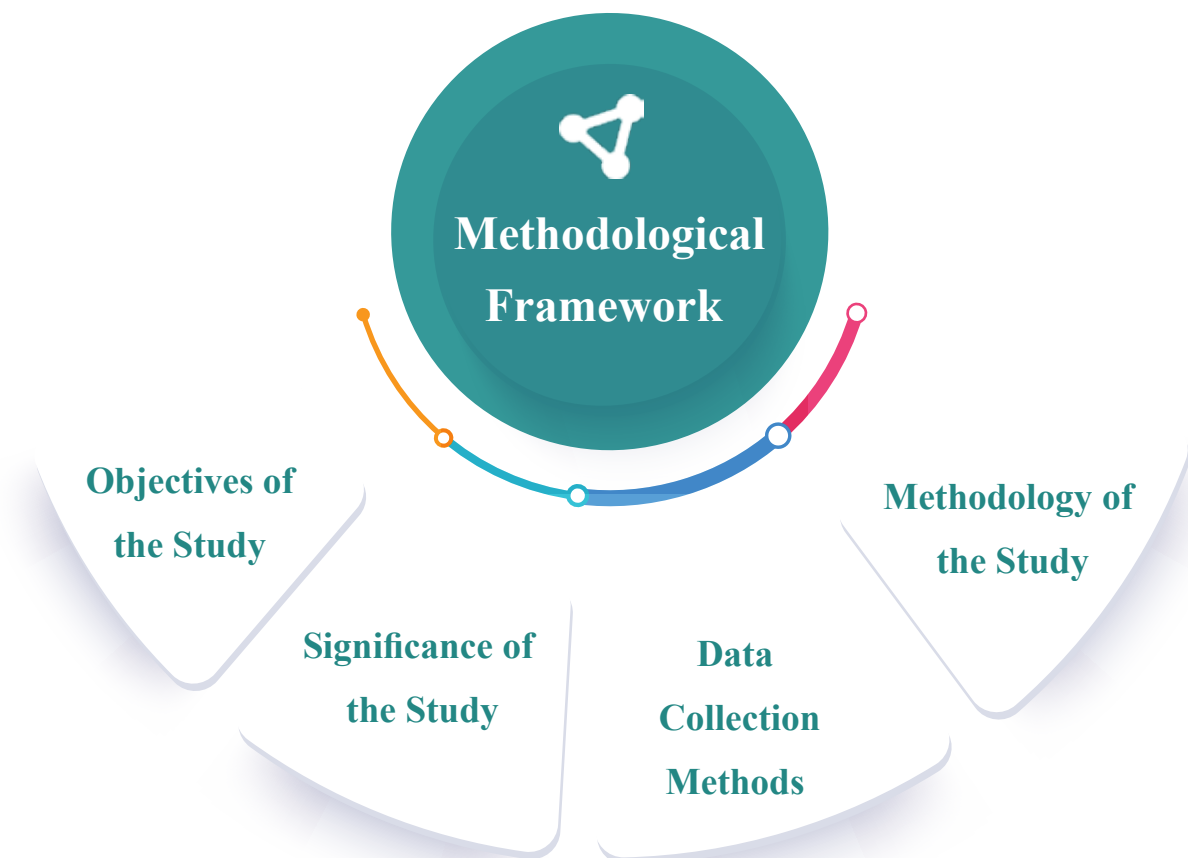 Methodological
Framework
Objectives of
the Study
Significance of
the Study
Data
Collection
Methods
Methodology of
the Study